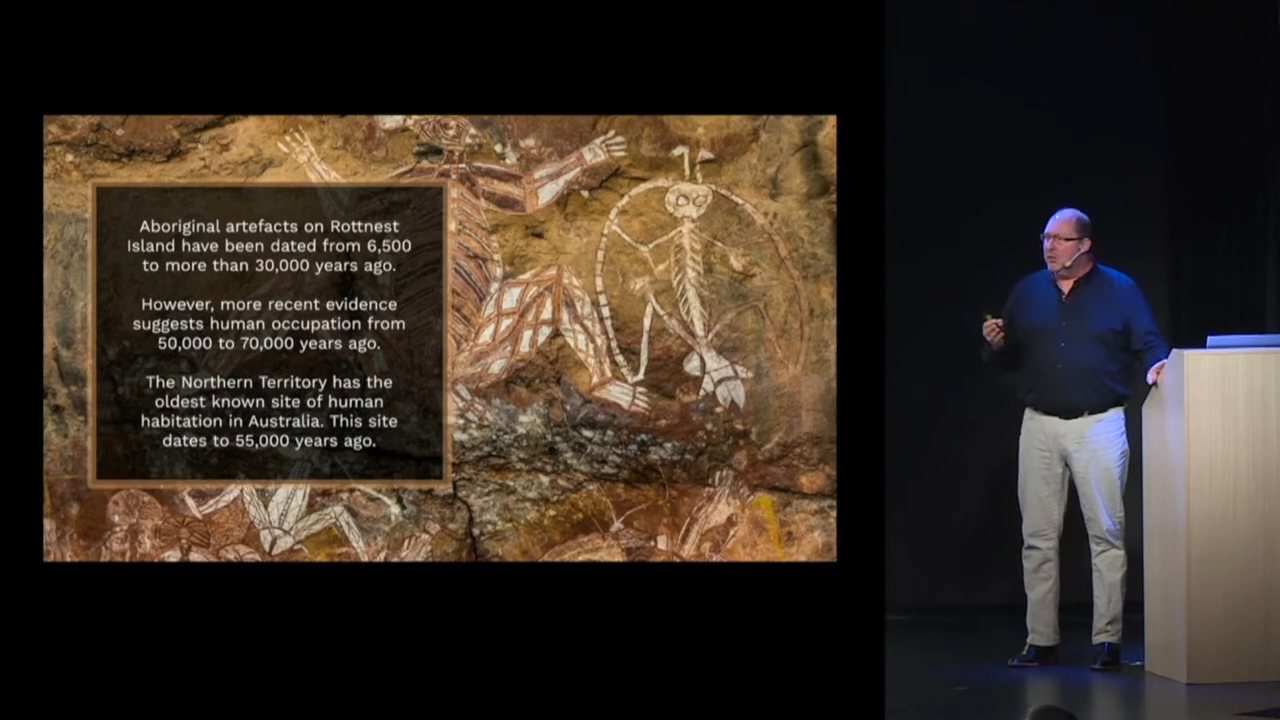 Aboriginal artefacts on Rottnest
Island have been dated from 6,500
to more than 30,000 years ago.
However, more recent evidence
suggests human occupation from
50,000 to 70,000 years ago.
The Northern Territory has the
oldest known site of human
habitation in Australia. This site
dates to 55,000 years ago.